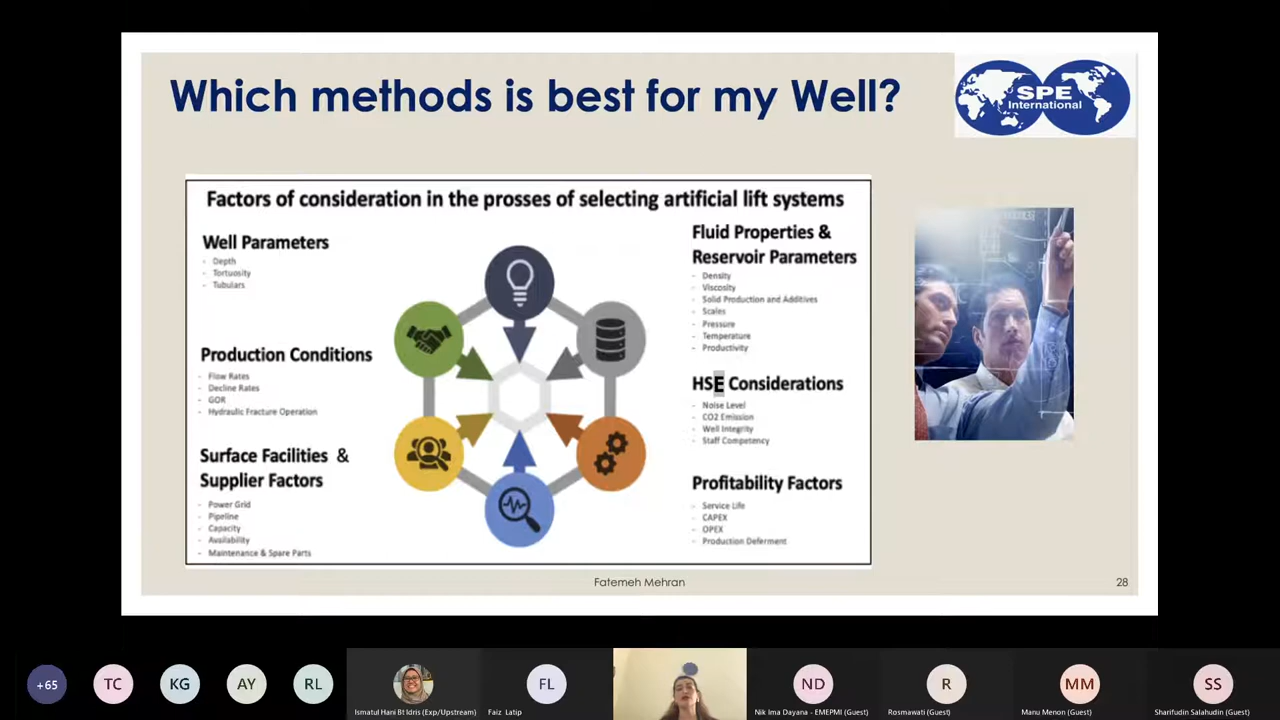 Which methods is best for my Well?
SPE
International
Factors of consideration in the prosses of selecting artificial lift systems
Well Parameters
- Depth
- Tortuosity
- Tubulars
Production Conditions
- Flow Rates
- Decline Rates
- GOR
- Hydraulic Fracture Operation
Surface Facilities &
Supplier Factors
- Power Grid
- Pipeline
- Capacity
- Availability
- Maintenance & Spare Parts
Fluid Properties &
Reservoir Parameters
- Density
- Viscosity
- Solid Production and Additives
- Scales
- Pressure
- Temperature
- Productivity
HSE Considerations
- Noise Level
- CO2 Emission
- Well Integrity
- Staff Competency
Profitability Factors
- Service Life
- CAPEX
- OPEX
- Production Deferment
Fatemeh Mehran
28
+65
TC
KG
AY
RL
Ismatul Hani Bt Idris (Exp/Upstream)
FL
Faiz Latip
ND
Nik Ima Dayana - EMEPMI (Guest)
R
Rosmawati (Guest)
MM
Manu Menon (Guest)
SS
Sharifudin Salahudin (Guest)